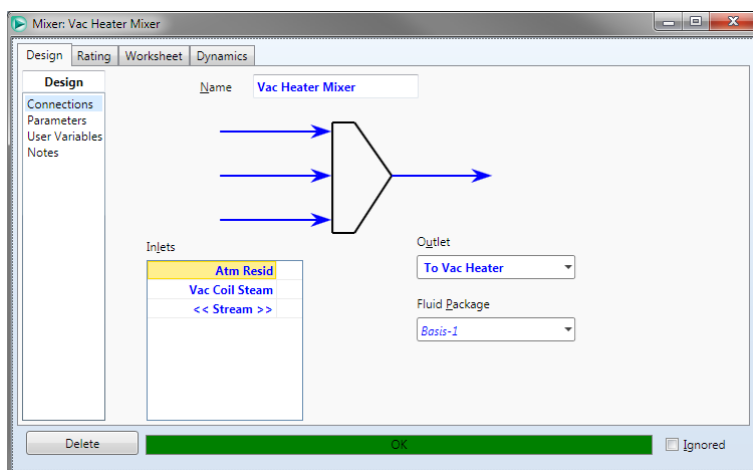 Mixer: Vac Heater Mixer
Design Rating Worksheet Dynamics
Design
Connections
Parameters
User Variables
Notes
Name Vac Heater Mixer
Inlets
Atm Resid
Vac Coil Steam
<< Stream >>
Outlet
To Vac Heater
Fluid Package
Basis-1
Delete OK Ignored